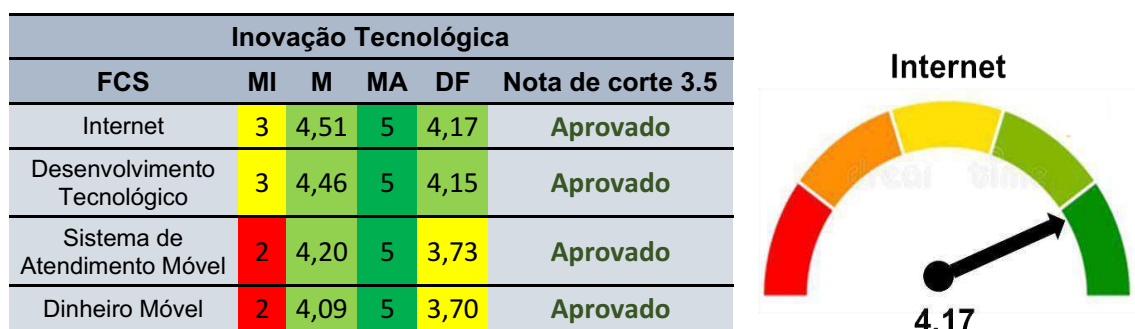 Inovação Tecnológica
FCS MI M MA DF Nota de corte 3.5
Internet 3 4,51 5 4,17 Aprovado
Desenvolvimento
Tecnológico 3 4,46 5 4,15 Aprovado
Sistema de
Atendimento Móvel 2 4,20 5 3,73 Aprovado
Dinheiro Móvel 2 4,09 5 3,70 Aprovado
Internet
4.17